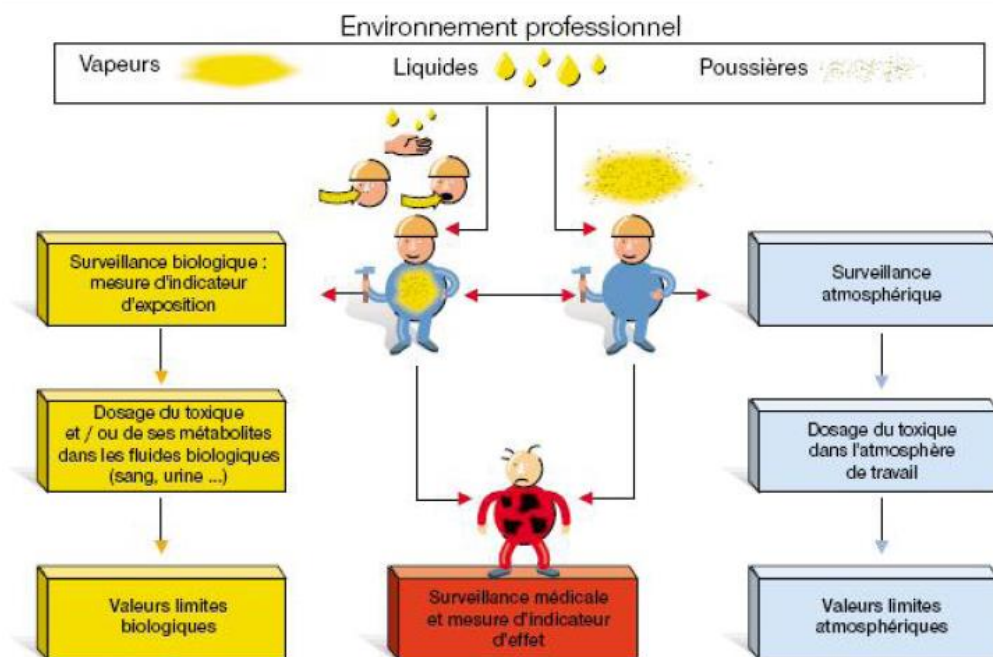 Environnement professionnel
Vapeurs
Liquides
Poussières
Surveillance biologique :
mesure d'indicateur
d'exposition
Surveillance
atmosphérique
Dosage du toxique
et / ou de ses métabolites
dans les fluides biologiques
(sang, urine ...)
Dosage du toxique
dans l'atmosphère
de travail
Valeurs limites
biologiques
Surveillance médicale
et mesure d'indicateur
d'effet
Valeurs limites
atmosphériques